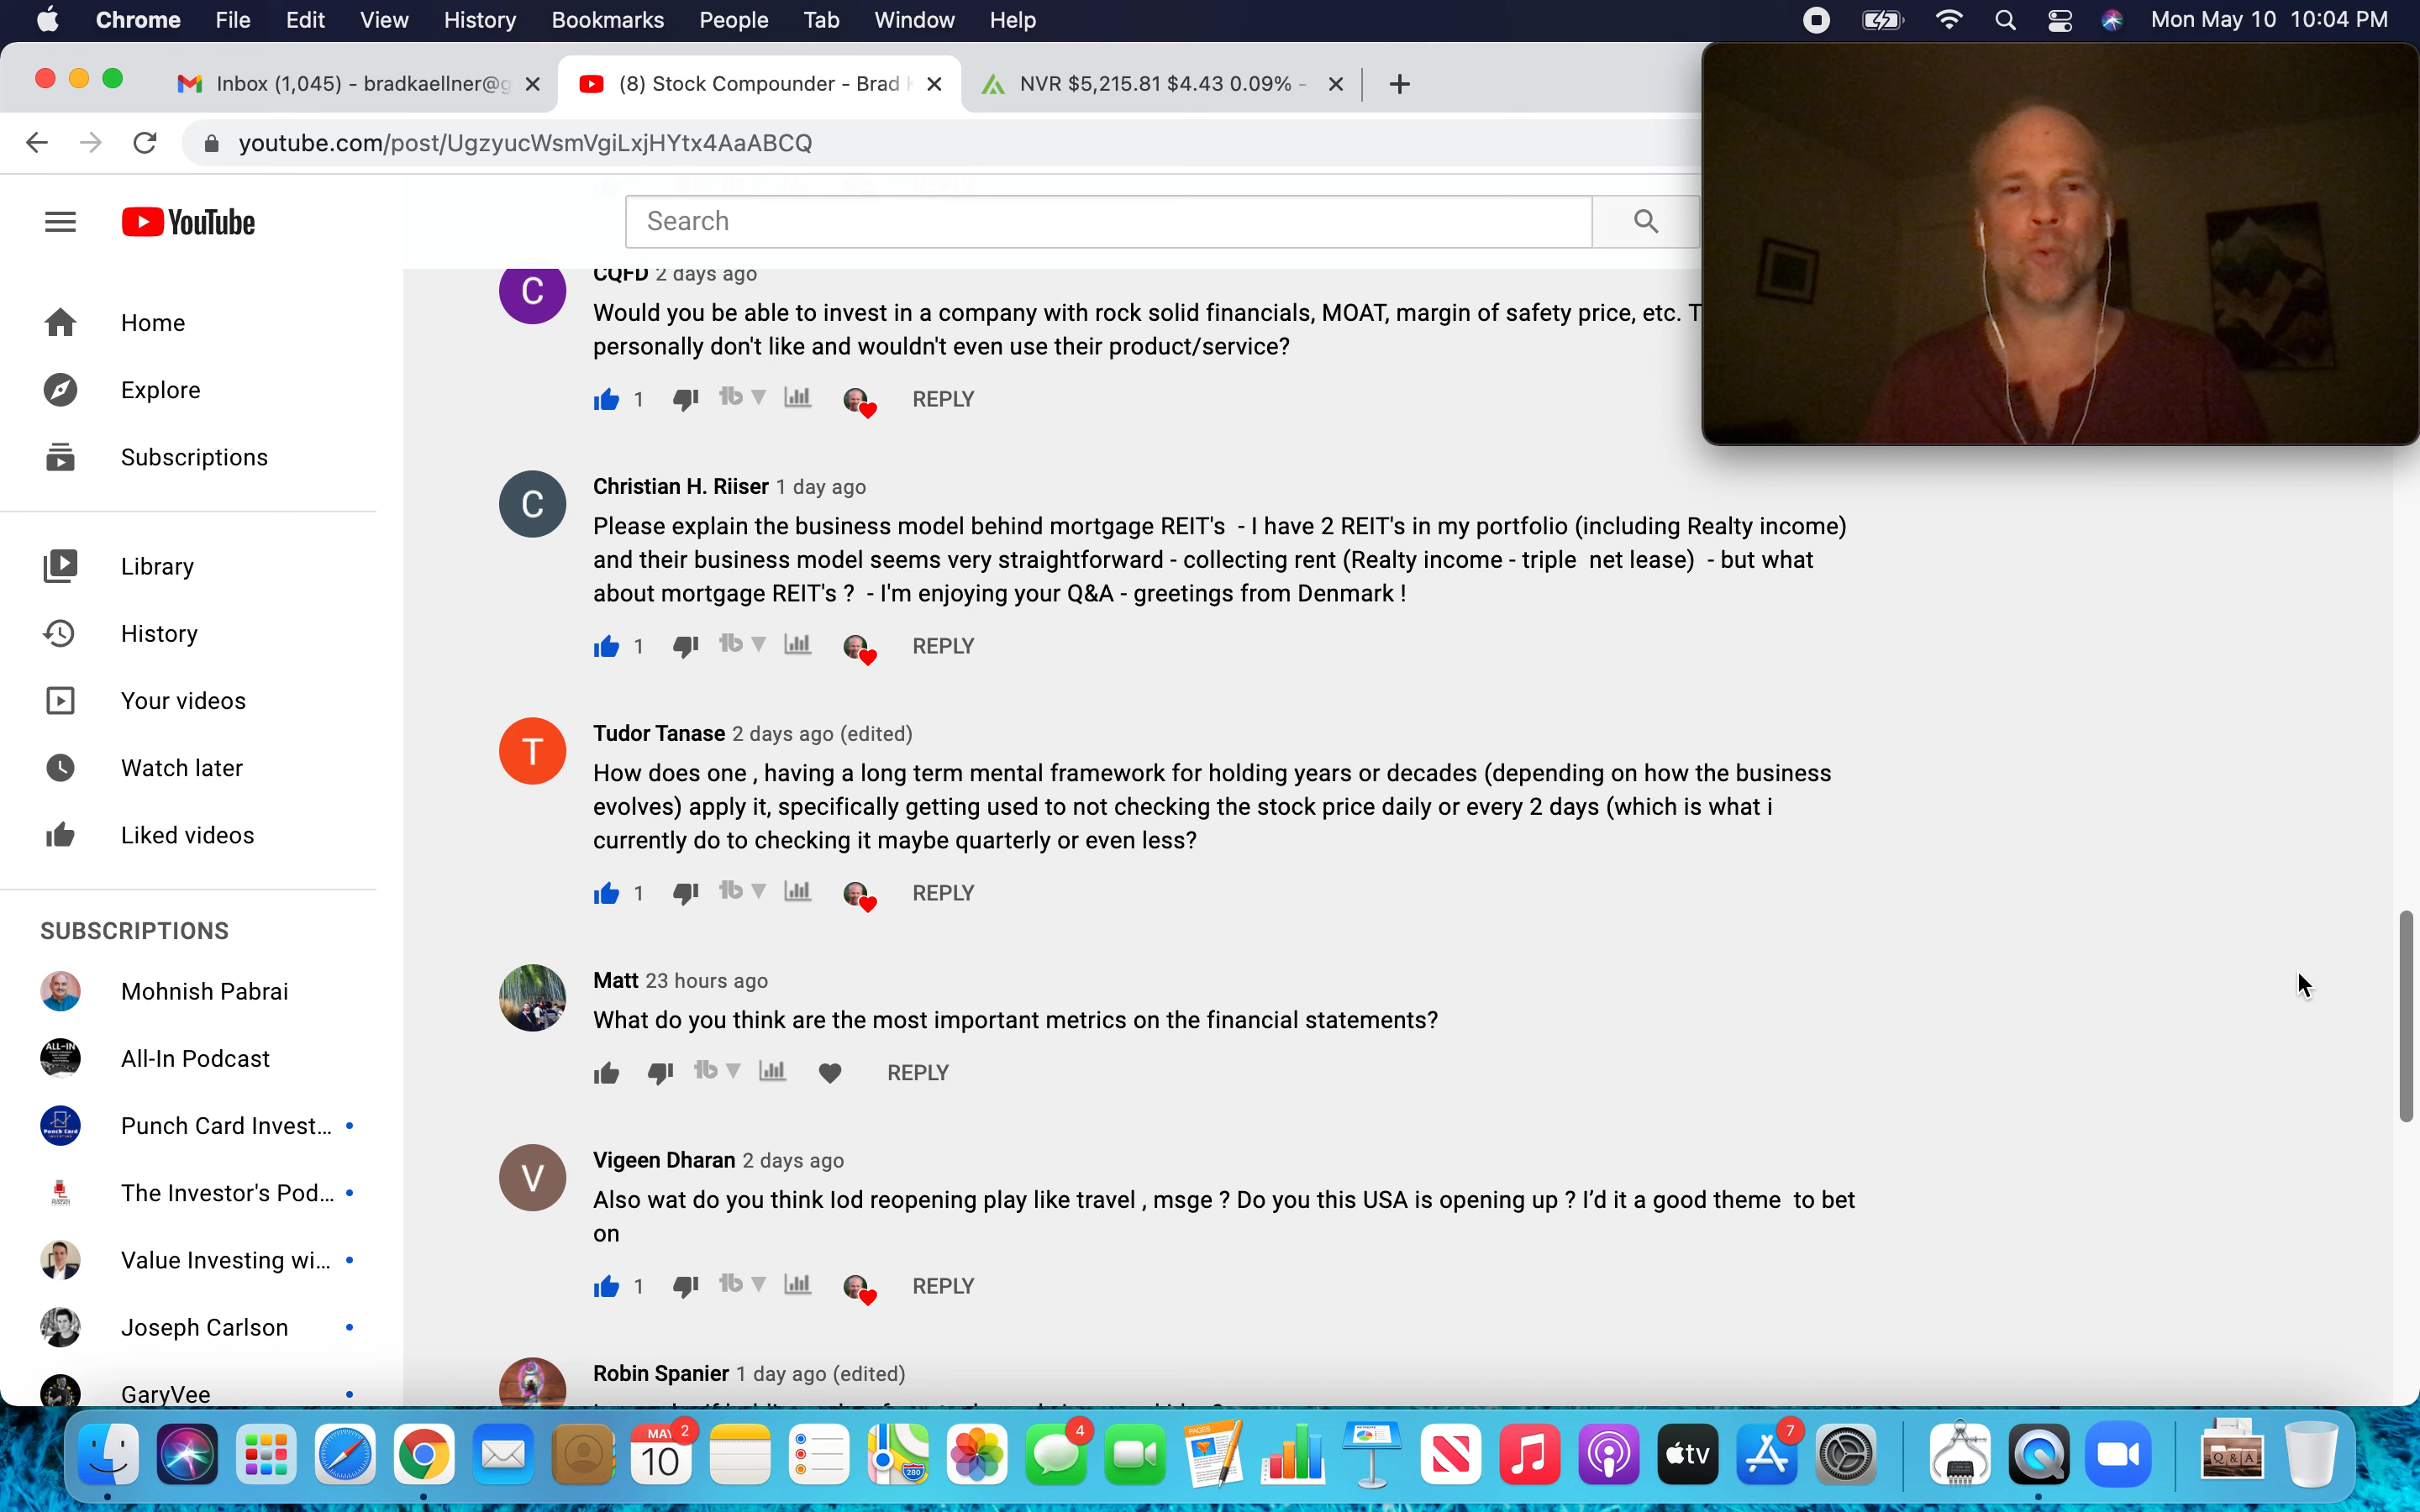 Chrome File Edit View History Bookmarks People Tab Window Help Mon May 10 10:04 PM
Inbox (1,045) - bradkaellner@g
(8) Stock Compounder - Brad
NVR $5,215.81 $4.43 0.09% -
youtube.com/post/UgzyucWsmVgiLxjHYtx4AaABCQ
YouTube
Search
Home
Explore
Subscriptions
Library
History
Your videos
Watch later
Liked videos
SUBSCRIPTIONS
Mohnish Pabrai
ALL-IN
All-In Podcast
Punch Card Invest...
The Investor's Pod...
Value Investing wi...
Joseph Carlson
GaryVee
C
CQFD 2 days ago
Would you be able to invest in a company with rock solid financials, MOAT, margin of safety price, etc. T
personally don't like and wouldn't even use their product/service?
1 REPLY
C
Christian H. Riiser 1 day ago
Please explain the business model behind mortgage REIT's - I have 2 REIT's in my portfolio (including Realty income)
and their business model seems very straightforward - collecting rent (Realty income - triple net lease) - but what
about mortgage REIT's ? - I'm enjoying your Q&A - greetings from Denmark !
1 REPLY
T
Tudor Tanase 2 days ago (edited)
How does one , having a long term mental framework for holding years or decades (depending on how the business
evolves) apply it, specifically getting used to not checking the stock price daily or every 2 days (which is what i
currently do to checking it maybe quarterly or even less?
1 REPLY
Matt 23 hours ago
What do you think are the most important metrics on the financial statements?
REPLY
V
Vigeen Dharan 2 days ago
Also wat do you think lod reopening play like travel , msge ? Do you this USA is opening up ? I'd it a good theme to bet
on
1 REPLY
Robin Spanier 1 day ago (edited)
MAY 2
10
4
PAGES
280
tv
7
Q&A